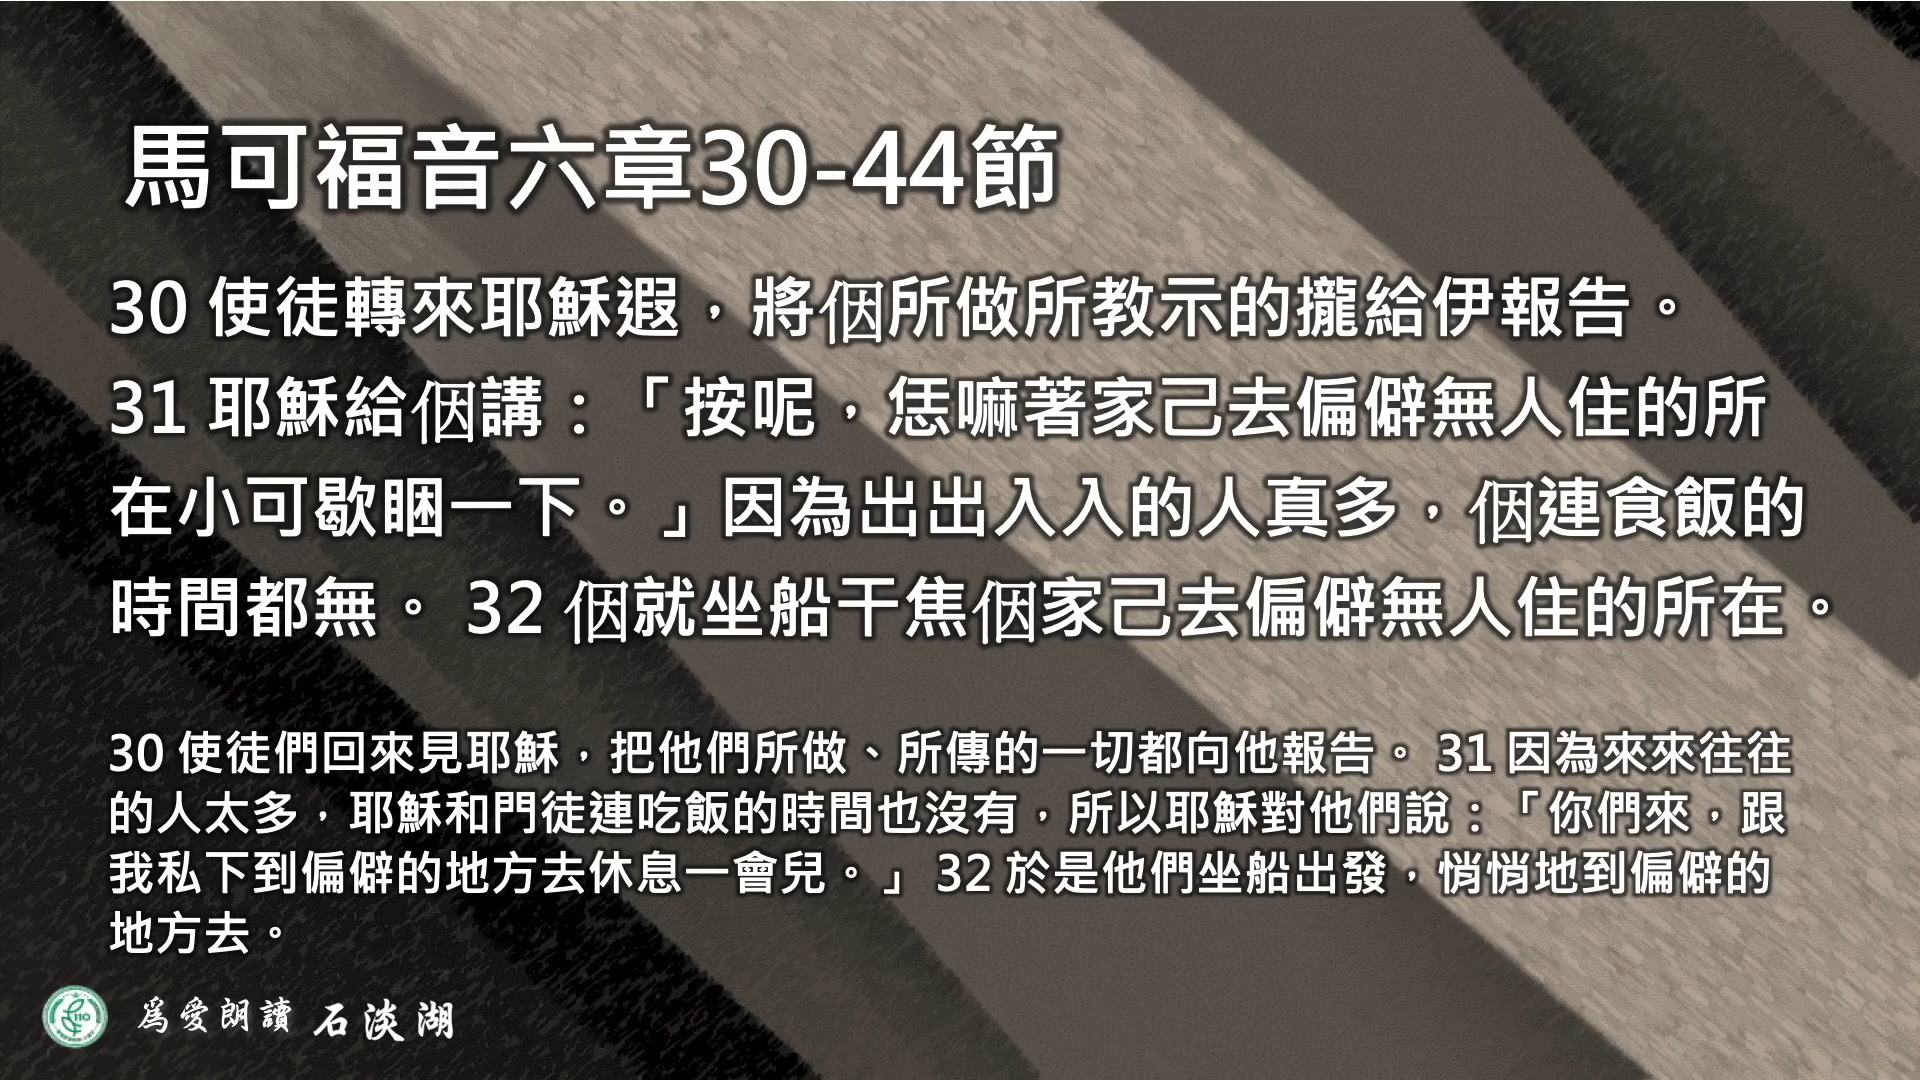 馬可福音六章30-44節
30 使徒轉來耶穌遐，將𪜶所做所教示的攏給伊報告。
31 耶穌給𪜶講：「按呢，恁嘛著家己去偏僻無人住的所
在小可歇睏一下。」因為出出入入的人真多，𪜶連食飯的
時間都無。 32 𪜶就坐船干焦𪜶家己去偏僻無人住的所在。
30 使徒們回來見耶穌，把他們所做、所傳的一切都向他報告。 31 因為來來往往
的人太多，耶穌和門徒連吃飯的時間也沒有，所以耶穌對他們說：「你們來，跟
我私下到偏僻的地方去休息一會兒。」 32 於是他們坐船出發，悄悄地到偏僻的
地方去。
110
為愛朗讀 石淡湖